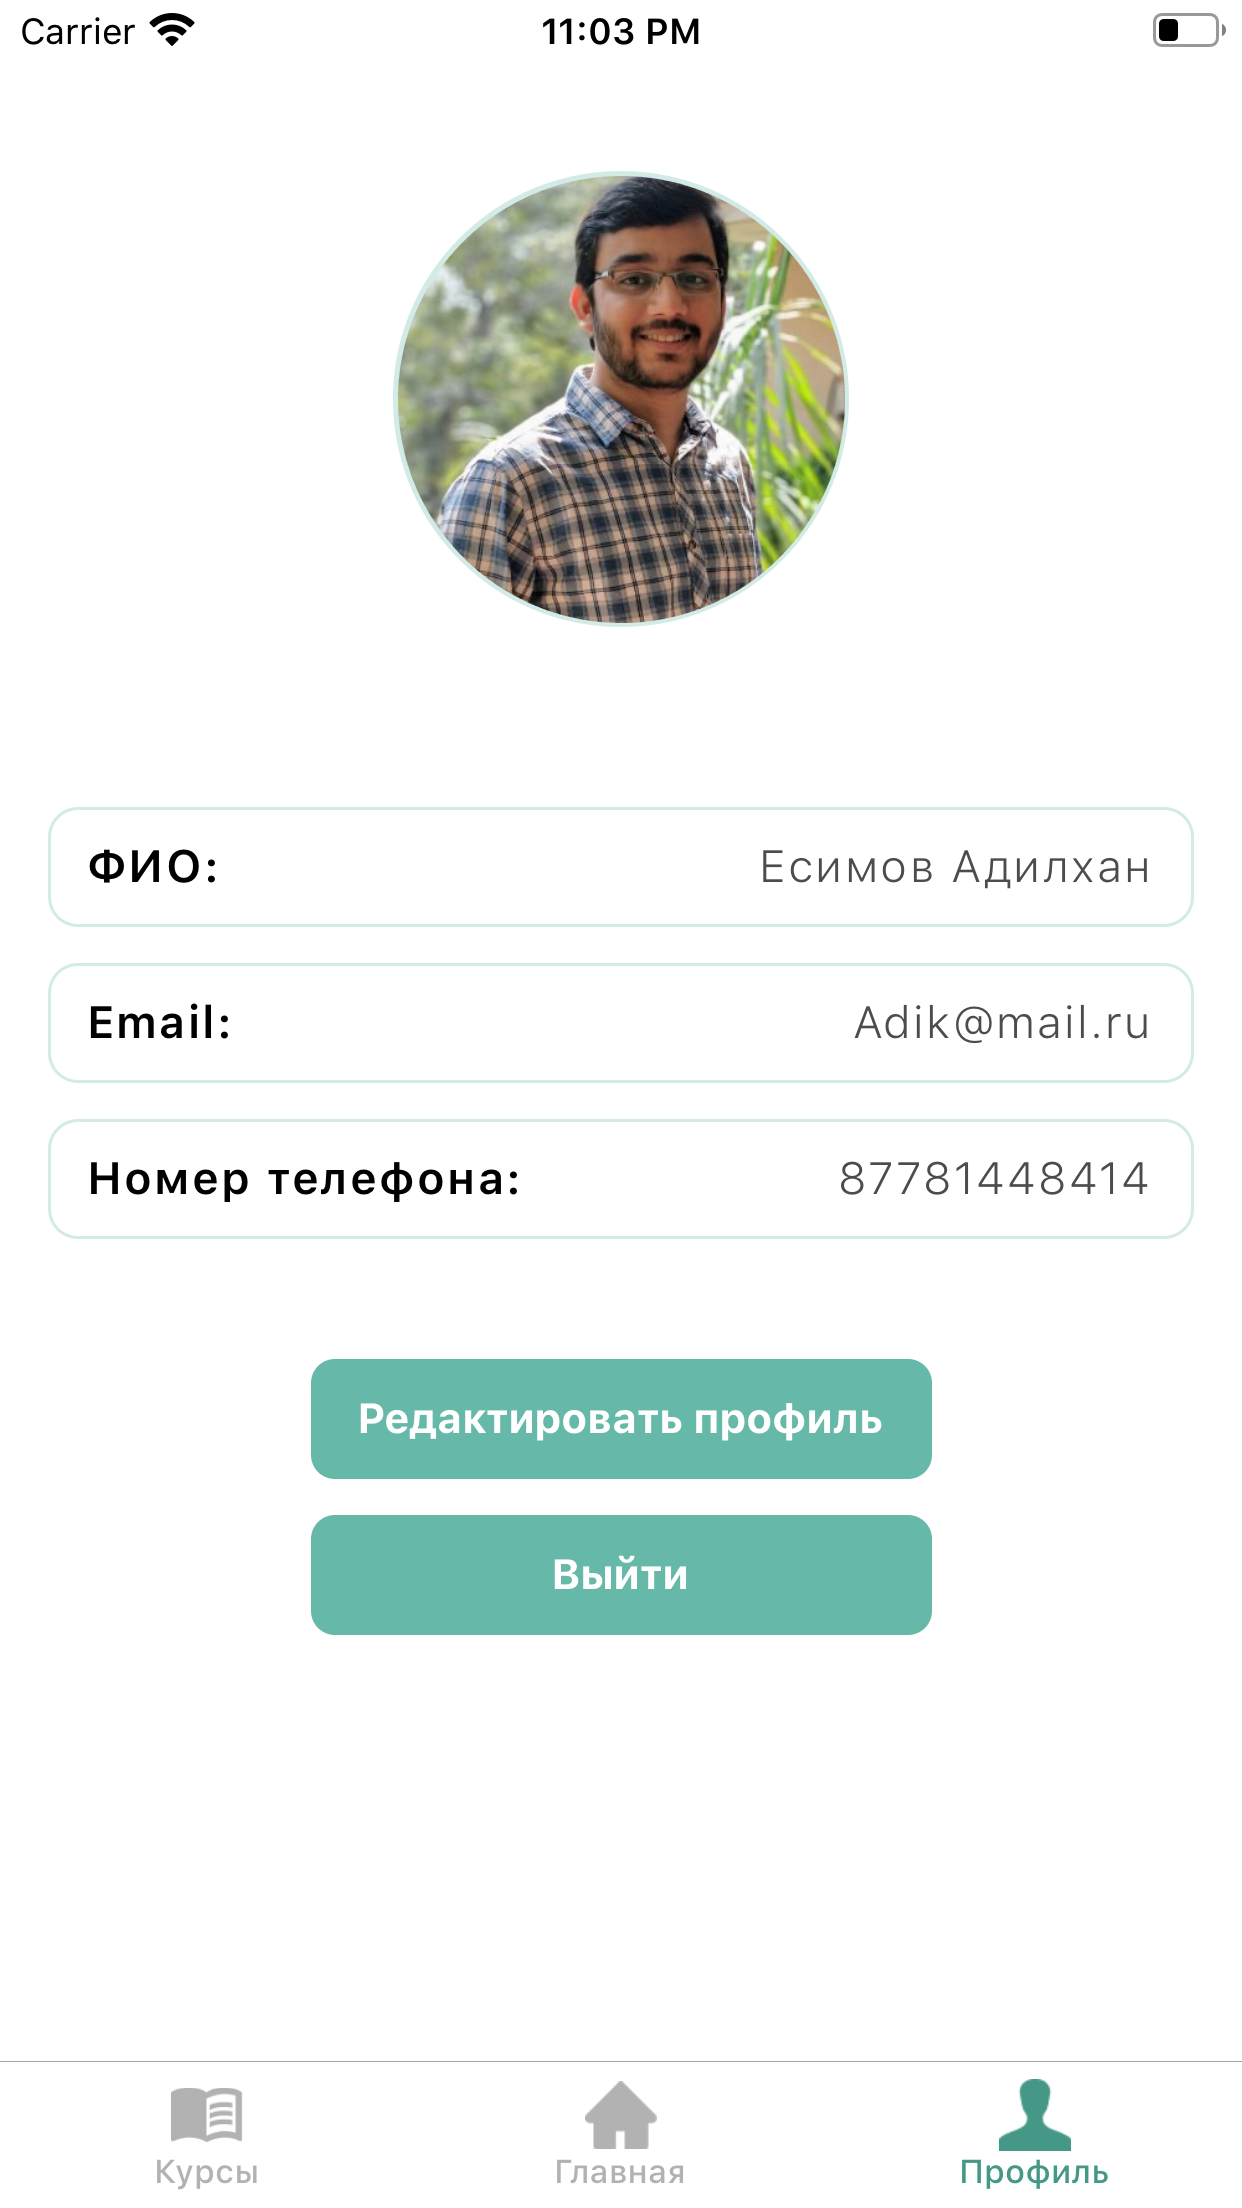 Carrier 11:03 PM
ФИО: Есимов Адилхан
Email: Adik@mail.ru
Номер телефона: 87781448414
Редактировать профиль
Выйти
Курсы Главная Профиль